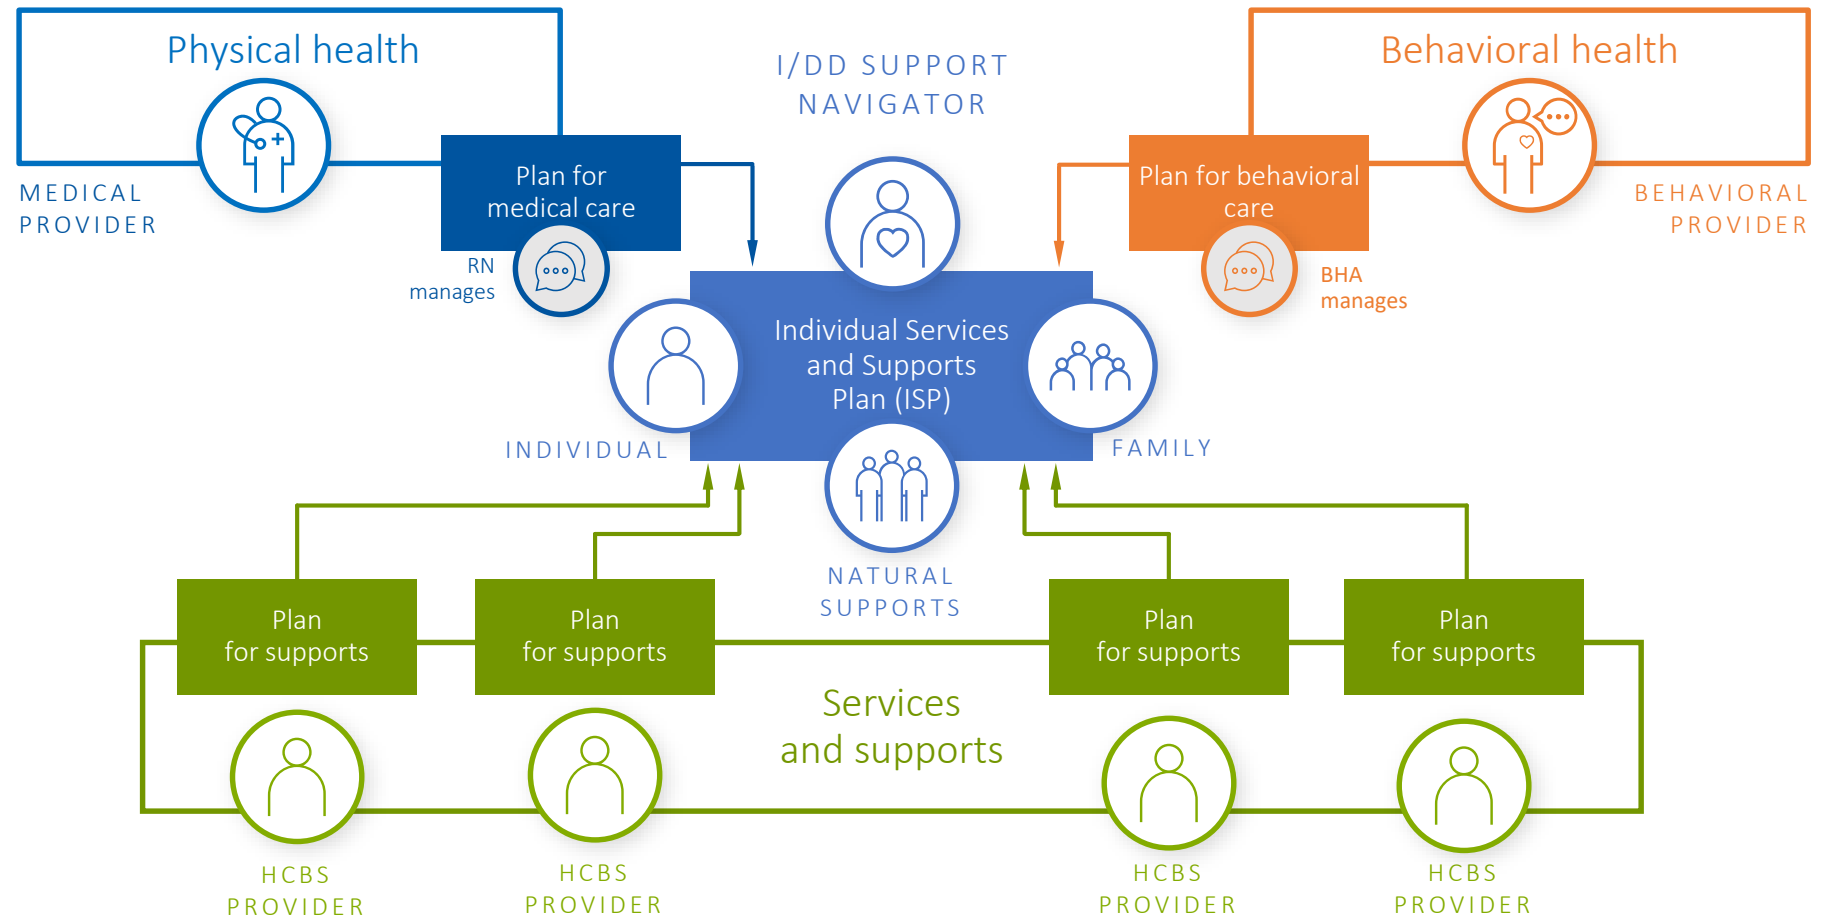 Physical health
I/DD SUPPORT
NAVIGATOR
Behavioral health
MEDICAL
PROVIDER
Plan for
medical care
RN
manages
Plan for behavioral
care
BHA
manages
BEHAVIORAL
PROVIDER
Individual Services
and Supports
Plan (ISP)
INDIVIDUAL
FAMILY
NATURAL
SUPPORTS
Plan
for supports
Plan
for supports
Plan
for supports
Plan
for supports
Services
and supports
HCBS
PROVIDER
HCBS
PROVIDER
HCBS
PROVIDER
HCBS
PROVIDER